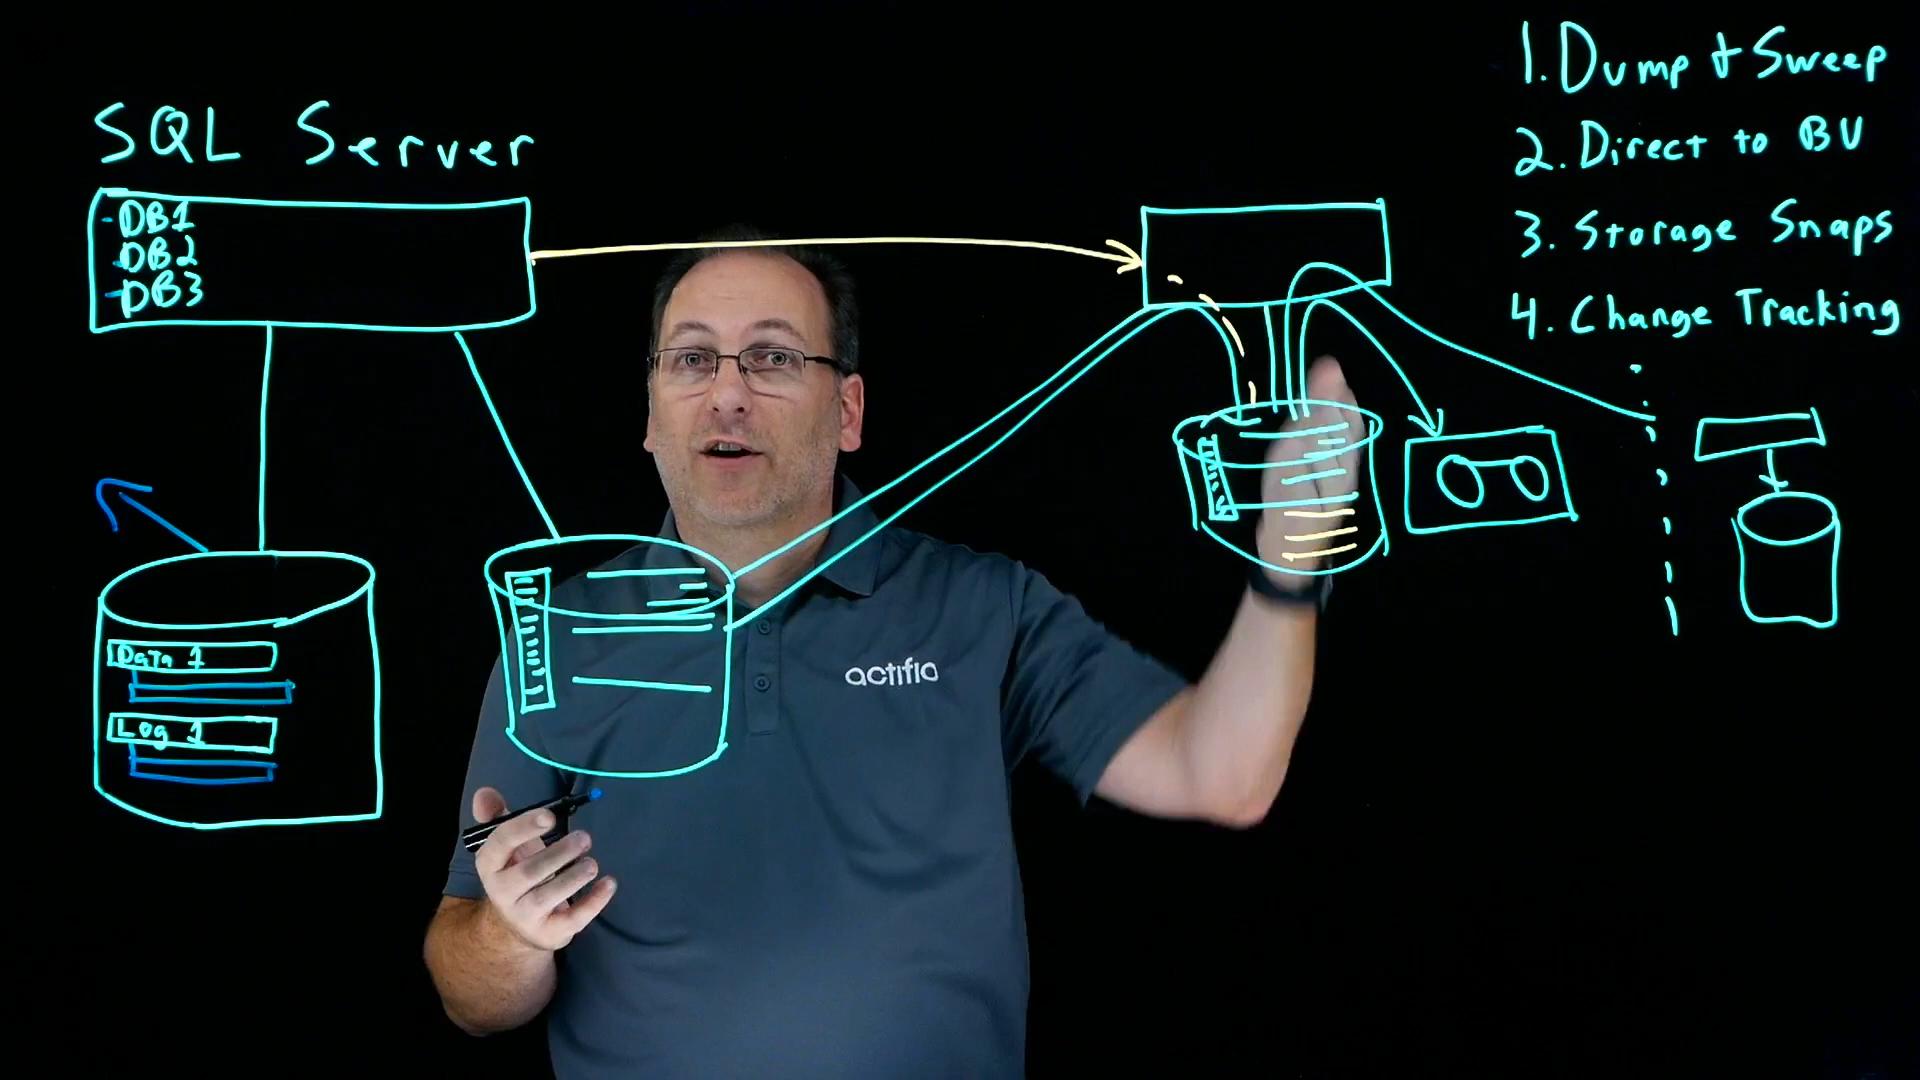 SQL Server
-DB1
-DB2
-DB3
Data 1
Log 1
1. Dump & Sweep
2. Direct to BV
3. Storage Snaps
4. Change Tracking
actifio